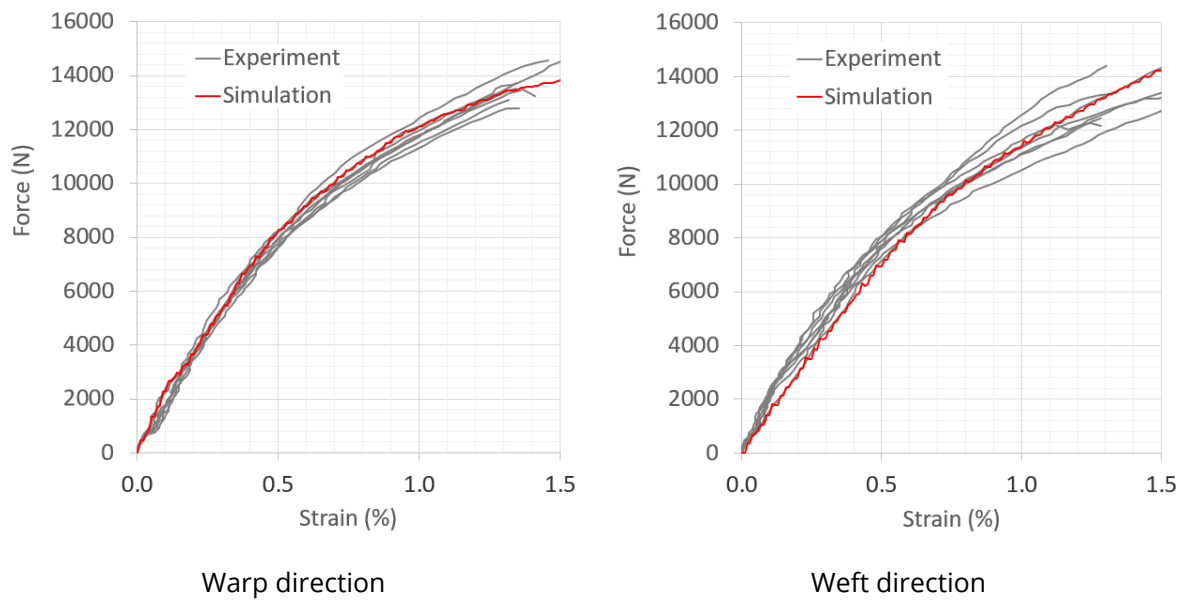 16000
14000
12000
10000
8000
6000
4000
2000
0
Force (N)
Experiment
Simulation
0.0 0.5 1.0 1.5
Strain (%)
Warp direction
16000
14000
12000
10000
8000
6000
4000
2000
0
Force (N)
Experiment
Simulation
0.0 0.5 1.0 1.5
Strain (%)
Weft direction